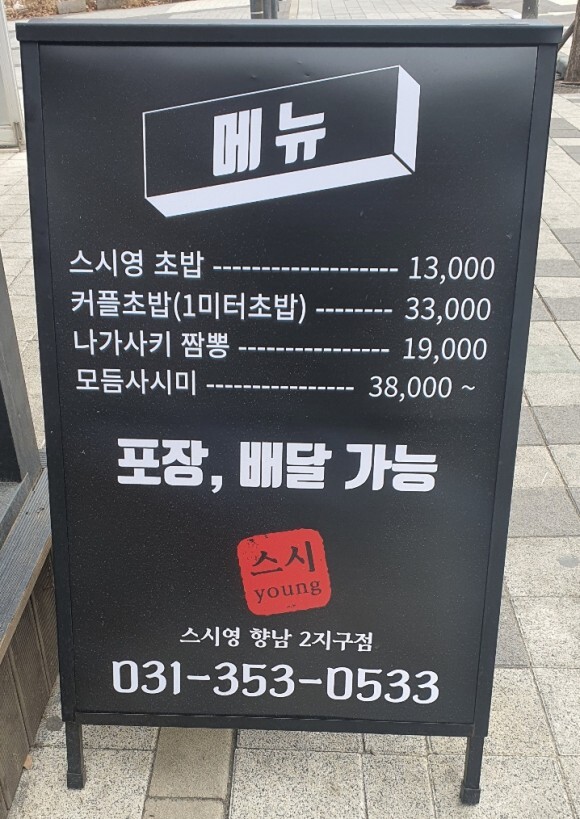 메뉴
스시영 초밥 ------------------- 13,000
커플초밥(1미터초밥) -------- 33,000
나가사키 짬뽕 ---------------- 19,000
모듬사시미 ---------------- 38,000 ~
포장, 배달 가능
스시
young
스시영 향남 2지구점
031-353-0533